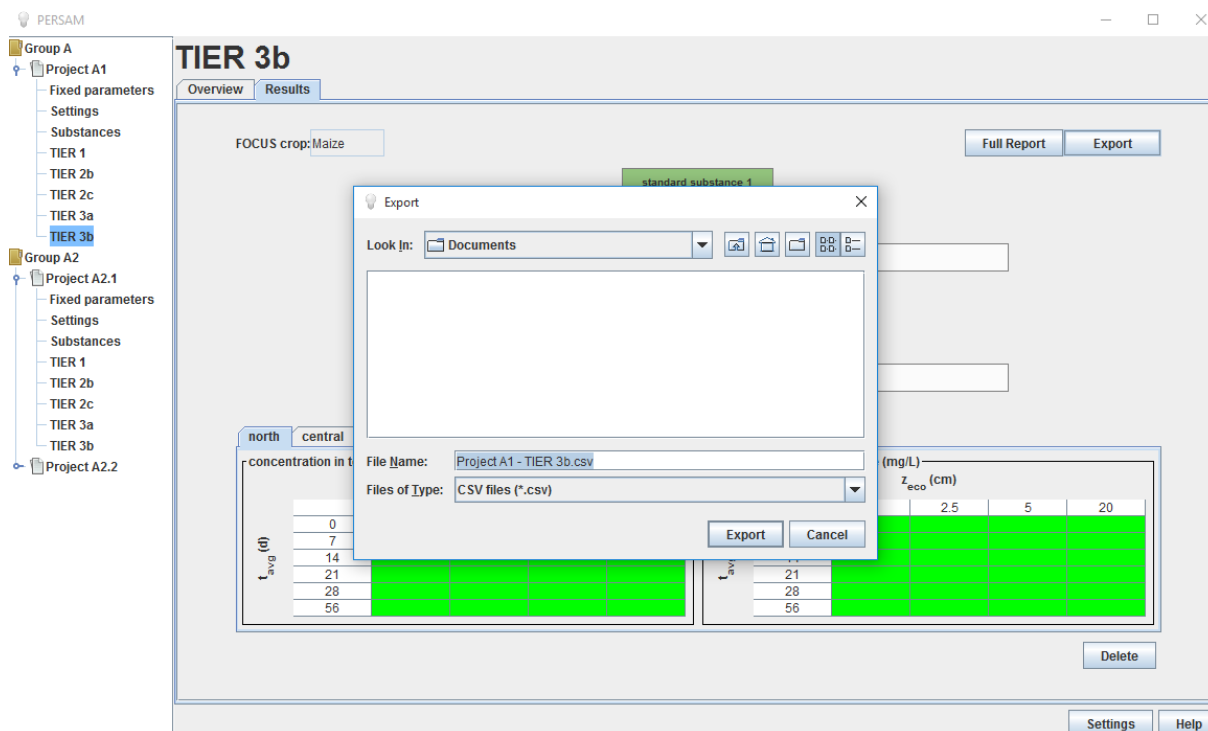 PERSAM
Group A
Project A1
Fixed parameters
Settings
Substances
TIER 1
TIER 2b
TIER 2c
TIER 3a
TIER 3b
Group A2
Project A2.1
Fixed parameters
Settings
Substances
TIER 1
TIER 2b
TIER 2c
TIER 3a
TIER 3b
Project A2.2
TIER 3b
Overview Results
FOCUS crop: Maize
Full Report Export
standard substance 1
Export
Look In: Documents
File Name: Project A1 - TIER 3b.csv
Files of Type: CSV files (*.csv)
Export Cancel
north central
concentration in t
tavg (d)
0
7
14
21
28
56
(mg/L)
zeco (cm)
2.5 5 20
tav
21
28
56
Delete
Settings Help